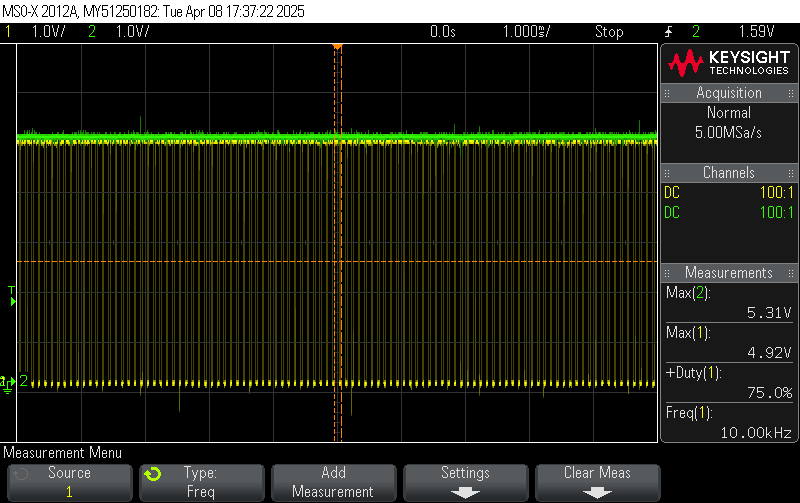 MSO-X 2012A, MY51250182: Tue Apr 08 17:37:22 2025
1 1.0V/ 2 1.0V/ 0.0s 1.000ms/ Stop 2 1.59V
KEYSIGHT
TECHNOLOGIES
Acquisition
Normal
5.00MSa/s
Channels
DC 100:1
DC 100:1
Measurements
Max(2):
5.31V
Max(1):
4.92V
+Duty(1):
75.0%
Freq(1):
10.00kHz
T
2
Measurement Menu
Source
1
Type:
Freq
Add
Measurement
Settings
Clear Meas